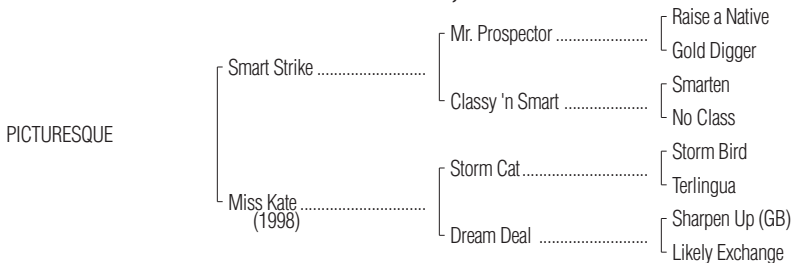 Raise a Native
Mr. Prospector ......................
Gold Digger
Smart Strike ..........................
Smarten
Classy 'n Smart ....................
No Class
PICTURESQUE
Storm Bird
Storm Cat..............................
Terlingua
Miss Kate ..............................
(1998)
Sharpen Up (GB)
Dream Deal ..........................
Likely Exchange